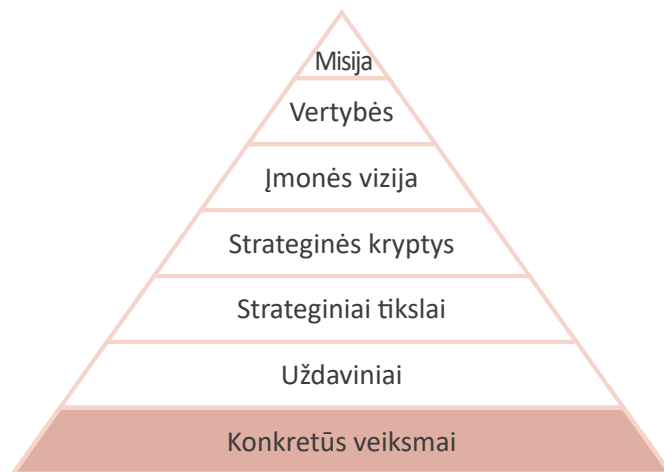 Misija
Vertybės
Įmonės vizija
Strateginės kryptys
Strateginiai tikslai
Uždaviniai
Konkretūs veiksmai